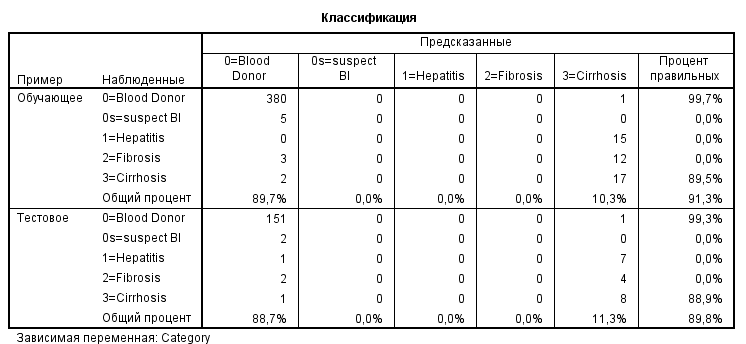 Классификация
Предсказанные
Пример Наблюденные 0=Blood Donor 0s=suspect BI 1=Hepatitis 2=Fibrosis 3=Cirrhosis Процент правильных
Обучающее 0=Blood Donor 380 0 0 0 1 99,7%
0s=suspect BI 5 0 0 0 0 0,0%
1=Hepatitis 0 0 0 0 15 0,0%
2=Fibrosis 3 0 0 0 12 0,0%
3=Cirrhosis 2 0 0 0 17 89,5%
Общий процент 89,7% 0,0% 0,0% 0,0% 10,3% 91,3%
Тестовое 0=Blood Donor 151 0 0 0 1 99,3%
0s=suspect BI 2 0 0 0 0 0,0%
1=Hepatitis 1 0 0 0 7 0,0%
2=Fibrosis 2 0 0 0 4 0,0%
3=Cirrhosis 1 0 0 0 8 88,9%
Общий процент 88,7% 0,0% 0,0% 0,0% 11,3% 89,8%
Зависимая переменная: Category